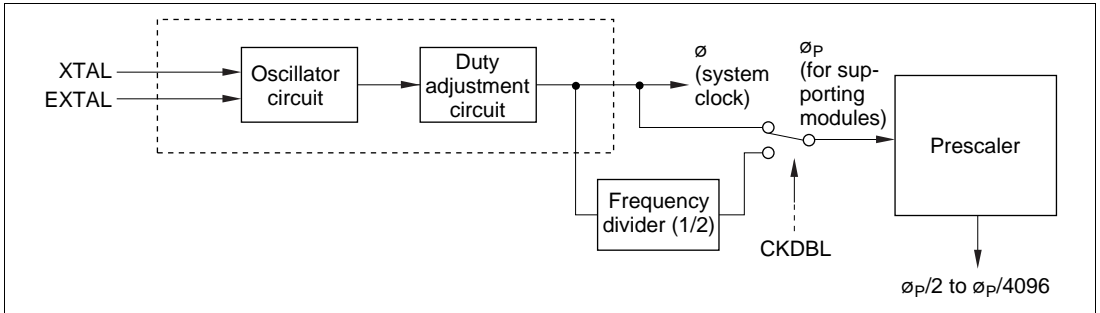 XTAL
EXTAL
Oscillator
circuit
Duty
adjustment
circuit
ø
(system
clock)
øP
(for sup-
porting
modules)
Prescaler
Frequency
divider (1/2)
CKDBL
øP/2 to øP/4096